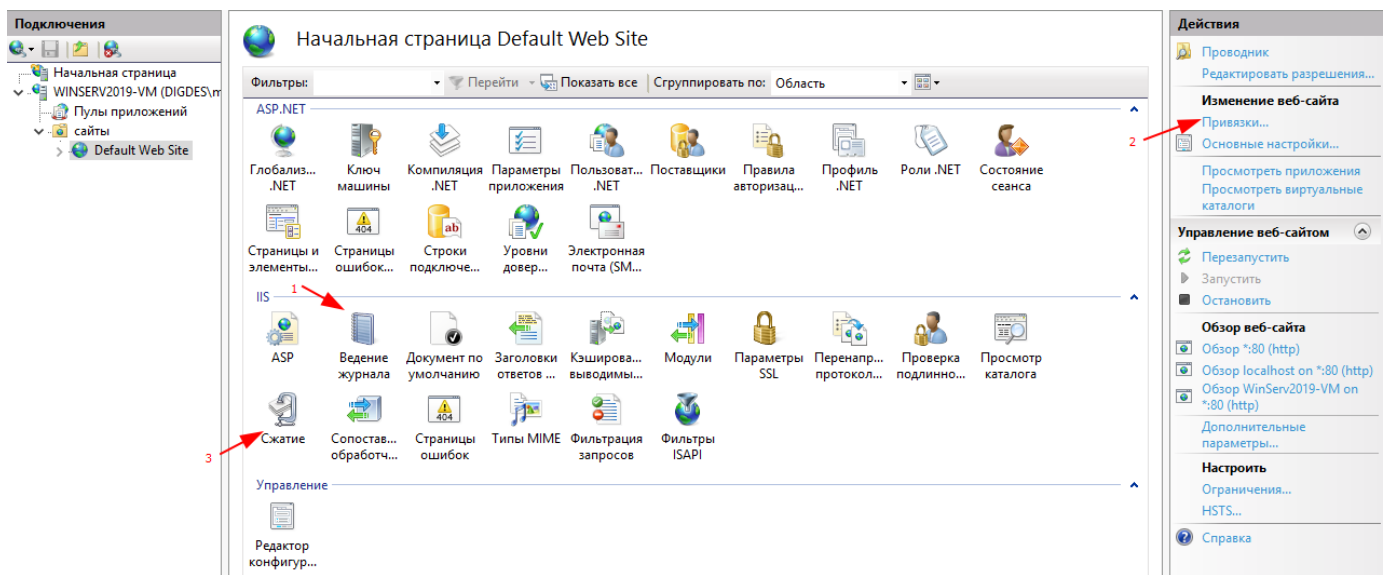 Подключения
Начальная страница
WINSERV2019-VM (DIGDES\m
Пулы приложений
сайты
Default Web Site
Начальная страница Default Web Site
Фильтры:
Перейти
Показать все
Сгруппировать по:
Область
ASP.NET
Глобализ...
.NET
Ключ
машины
Компиляция
.NET
Параметры
приложения
Пользоват...
.NET
Поставщики
Правила
авторизац...
Профиль
.NET
Роли .NET
Состояние
сеанса
Страницы и
элементы...
404
Страницы
ошибок...
ab
Строки
подключе...
Уровни
довер...
Электронная
почта (SM...
IIS
1
ASP
Ведение
журнала
Документ по
умолчанию
Заголовки
ответов ...
Кэширова...
выводимы...
Модули
Параметры
SSL
Перенапр...
протокол...
Проверка
подлинно...
Просмотр
каталога
3
Сжатие
Сопостав...
обработч...
404
Страницы
ошибок
Типы MIME
Фильтрация
запросов
Фильтры
ISAPI
Управление
Редактор
конфигур...
Действия
Проводник
Редактировать разрешения...
Изменение веб-сайта
2
Привязки...
Основные настройки...
Просмотреть приложения
Просмотреть виртуальные
каталоги
Управление веб-сайтом
Перезапустить
Запустить
Остановить
Обзор веб-сайта
Обзор *:80 (http)
Обзор localhost on *:80 (http)
Обзор WinServ2019-VM on
*:80 (http)
Дополнительные
параметры...
Настроить
Ограничения...
HSTS...
Справка